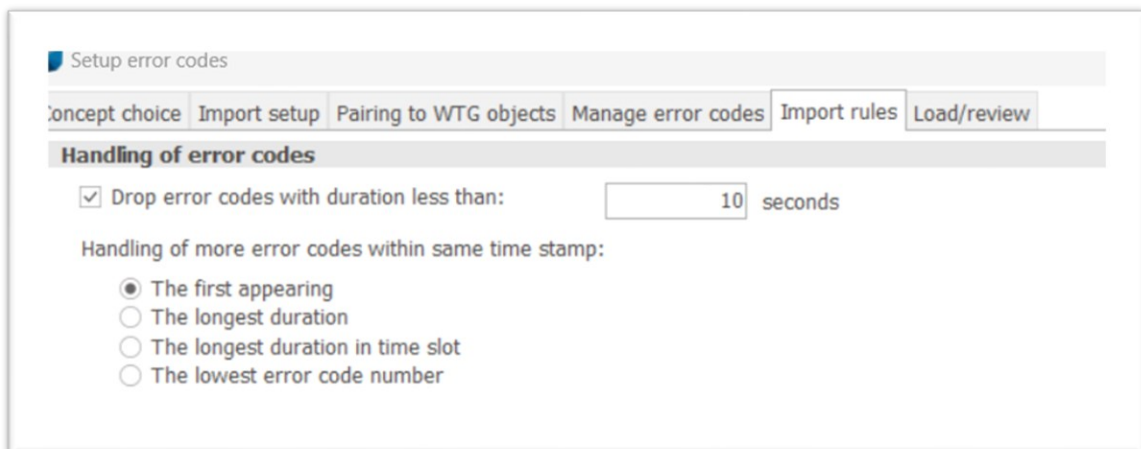 Setup error codes
Concept choice Import setup Pairing to WTG objects Manage error codes Import rules Load/review
Handling of error codes
Drop error codes with duration less than: 10 seconds
Handling of more error codes within same time stamp:
The first appearing
The longest duration
The longest duration in time slot
The lowest error code number